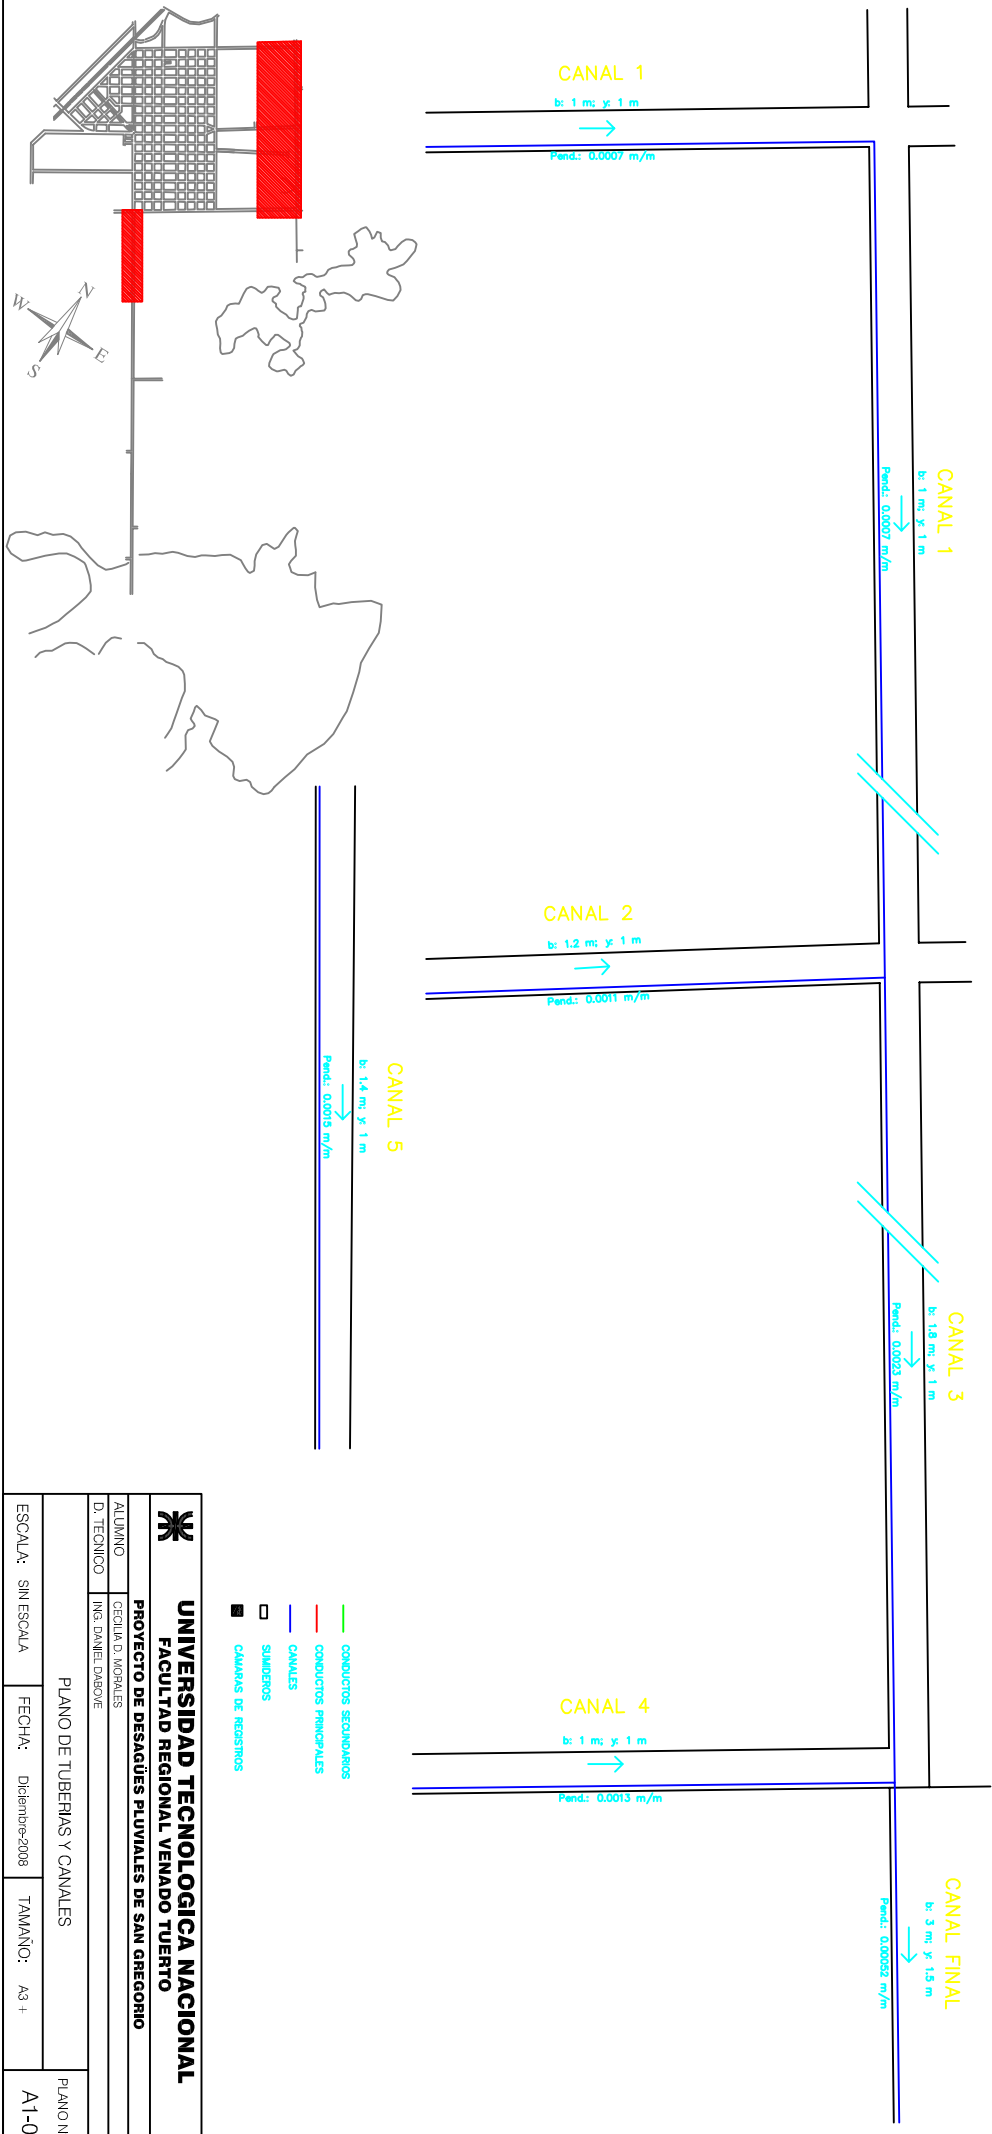 CANAL 1
b: 1 m; y: 1 m
Pend.: 0.0007 m/m
CANAL 1
b: 1 m; y: 1 m
Pend.: 0.0007 m/m
N
W
E
S
CANAL 2
b: 1.2 m; y: 1 m
Pend.: 0.0011 m/m
CANAL 5
b: 1.4 m; y: 1 m
Pend.: 0.0015 m/m
CANAL 3
b: 1.8 m; y: 1 m
Pend.: 0.0023 m/m
CANAL 4
b: 1 m; y: 1 m
Pend.: 0.0013 m/m
CANAL FINAL
b: 3 m; y: 1.5 m
Pend.: 0.00052 m/m
CONDUCTOS SECUNDARIOS
CONDUCTOS PRINCIPALES
CANALES
SUMIDEROS
CÁMARAS DE REGISTROS
UNIVERSIDAD TECNOLOGICA NACIONAL
FACULTAD REGIONAL VENADO TUERTO
PROYECTO DE DESAGÜES PLUVIALES DE SAN GREGORIO
ALUMNO CECILIA D. MORALES
D. TECNICO ING. DANIEL DABOVE
PLANO DE TUBERIAS Y CANALES
PLANO N
ESCALA: SIN ESCALA FECHA: Diciembre-2008 TAMAÑO: A3 + A1-0